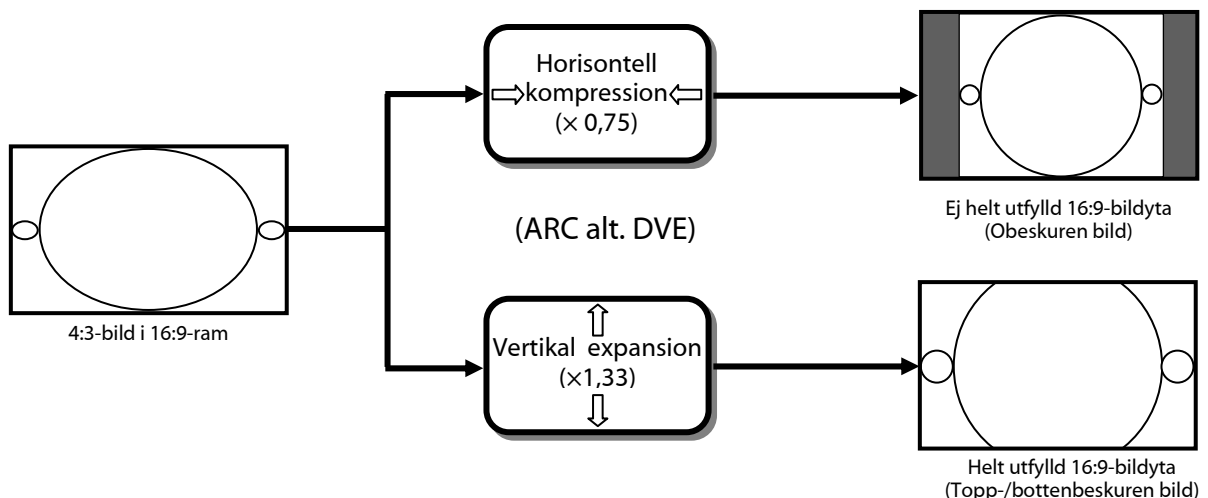 4:3-bild i 16:9-ram
Horisontell
kompression
(× 0,75)
(ARC alt. DVE)
Vertikal expansion
(×1,33)
Ej helt utfylld 16:9-bildyta
(Obeskuren bild)
Helt utfylld 16:9-bildyta
(Topp-/bottenbeskuren bild)